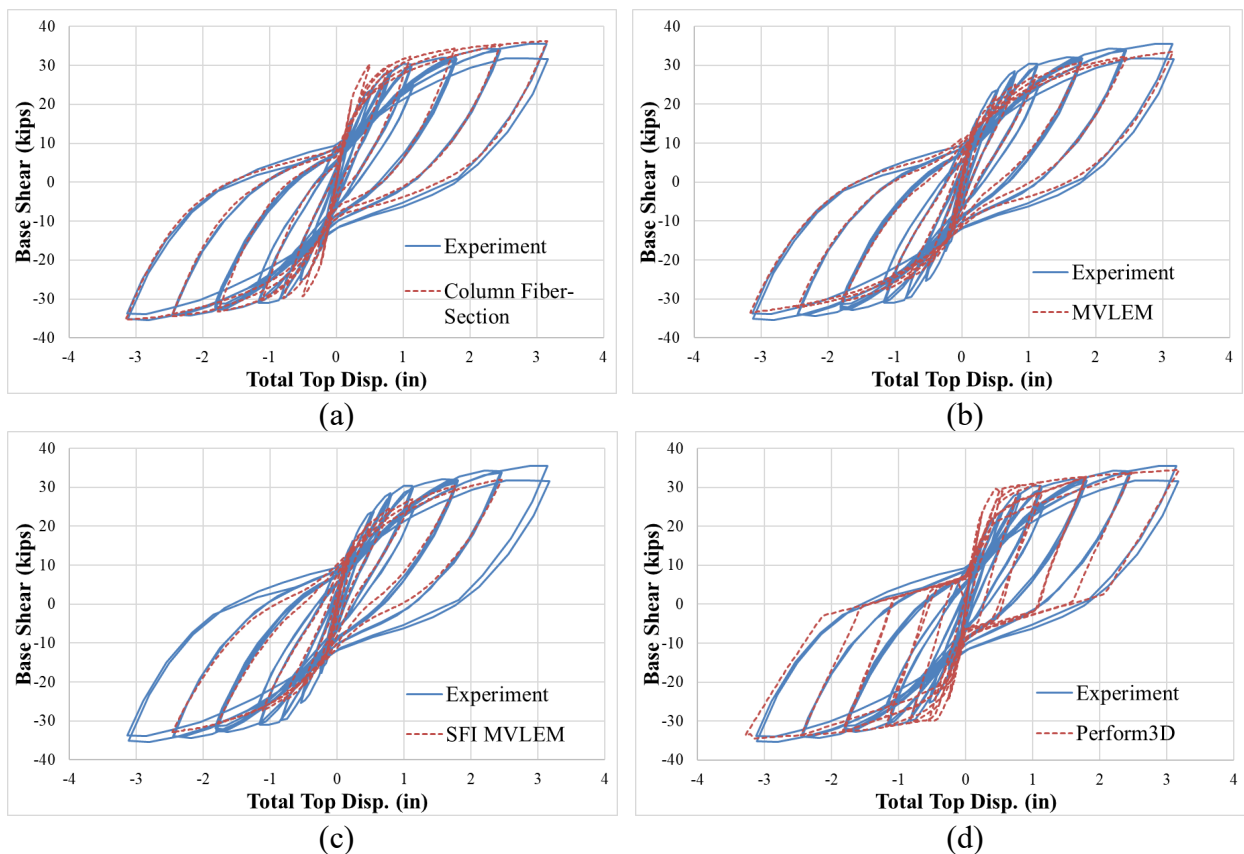 40
30
20
10
0
-10
-20
-30
-40
Base Shear (kips)
Experiment
Column Fiber-
Section
-4 -3 -2 -1 0 1 2 3 4
Total Top Disp. (in)
(a)
40
30
20
10
0
-10
-20
-30
-40
Base Shear (kips)
Experiment
MVLEM
-4 -3 -2 -1 0 1 2 3 4
Total Top Disp. (in)
(b)
40
30
20
10
0
-10
-20
-30
-40
Base Shear (kips)
Experiment
SFI MVLEM
-4 -3 -2 -1 0 1 2 3 4
Total Top Disp. (in)
(c)
40
30
20
10
0
-10
-20
-30
-40
Base Shear (kips)
Experiment
Perform3D
-4 -3 -2 -1 0 1 2 3 4
Total Top Disp. (in)
(d)